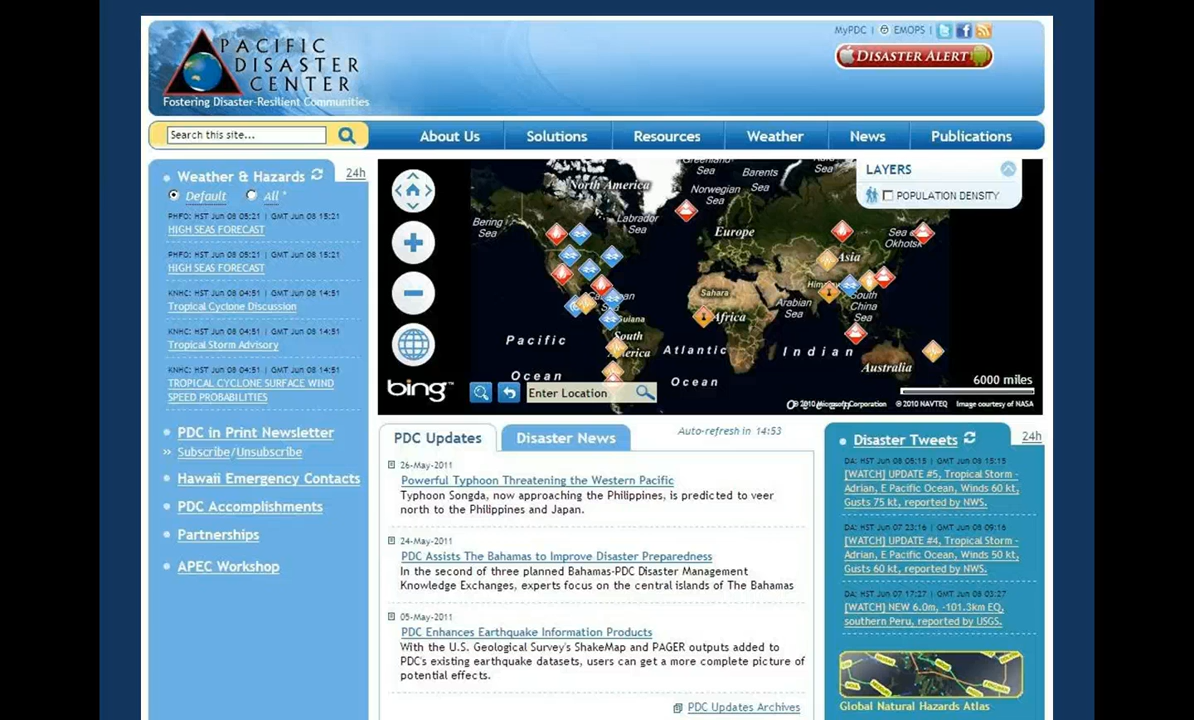 PACIFIC
DISASTER
CENTER
Fostering Disaster-Resilient Communities
MyPDC | EMOPS |
DISASTER ALERT
Search this site...
About Us
Solutions
Resources
Weather
News
Publications
Weather & Hazards
24h
Default
All *
PHFO: HST Jun 08 05:21 | GMT Jun 08 15:21
HIGH SEAS FORECAST
PHFO: HST Jun 08 05:21 | GMT Jun 08 15:21
HIGH SEAS FORECAST
KNHC: HST Jun 08 04:51 | GMT Jun 08 14:51
Tropical Cyclone Discussion
KNHC: HST Jun 08 04:51 | GMT Jun 08 14:51
Tropical Storm Advisory
KNHC: HST Jun 08 04:51 | GMT Jun 08 14:51
TROPICAL CYCLONE SURFACE WIND
SPEED PROBABILITIES
PDC in Print Newsletter
» Subscribe/Unsubscribe
Hawaii Emergency Contacts
PDC Accomplishments
Partnerships
APEC Workshop
LAYERS
POPULATION DENSITY
Sea
Barents
Sea
Norwegian
Sea
North America
Labrador
Sea
Bering
Sea
Europe
Sea
Okhotsk
Asia
Sahara
Arabian
Sea
South
China
Sea
Guiana
Africa
South
Pacific
Ocean
Atlantic
Ocean
Indian
Australia
6000 miles
bing™
Enter Location
© 2010 Microsoft Corporation © 2010 NAVTEQ Image courtesy of NASA
PDC Updates
Disaster News
Auto-refresh in 14:53
26-May-2011
Powerful Typhoon Threatening the Western Pacific
Typhoon Songda, now approaching the Philippines, is predicted to veer
north to the Philippines and Japan.
24-May-2011
PDC Assists The Bahamas to Improve Disaster Preparedness
In the second of three planned Bahamas-PDC Disaster Management
Knowledge Exchanges, experts focus on the central islands of The Bahamas
05-May-2011
PDC Enhances Earthquake Information Products
With the U.S. Geological Survey's ShakeMap and PAGER outputs added to
PDC's existing earthquake datasets, users can get a more complete picture of
potential effects.
PDC Updates Archives
Disaster Tweets
24h
DA: HST Jun 08 05:15 | GMT Jun 08 15:15
[WATCH] UPDATE #5, Tropical Storm -
Adrian, E Pacific Ocean, Winds 60 kt,
Gusts 75 kt, reported by NWS.
DA: HST Jun 07 23:16 | GMT Jun 08 09:16
[WATCH] UPDATE #4, Tropical Storm -
Adrian, E Pacific Ocean, Winds 50 kt,
Gusts 60 kt, reported by NWS.
DA: HST Jun 07 17:27 | GMT Jun 08 03:27
[WATCH] NEW 6.0m, -101.3km EQ,
southern Peru, reported by USGS.
Global Natural Hazards Atlas